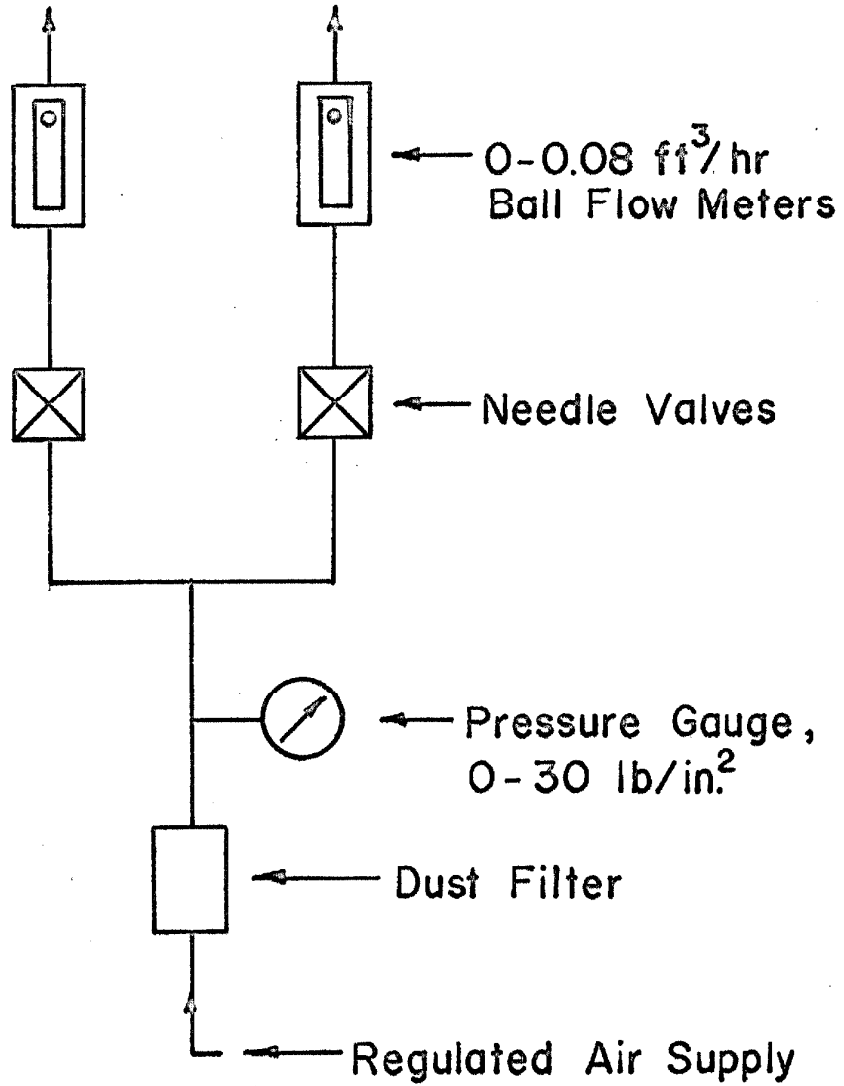 0-0.08 ft³/hr
Ball Flow Meters
Needle Valves
Pressure Gauge,
0-30 lb/in.²
Dust Filter
Regulated Air Supply